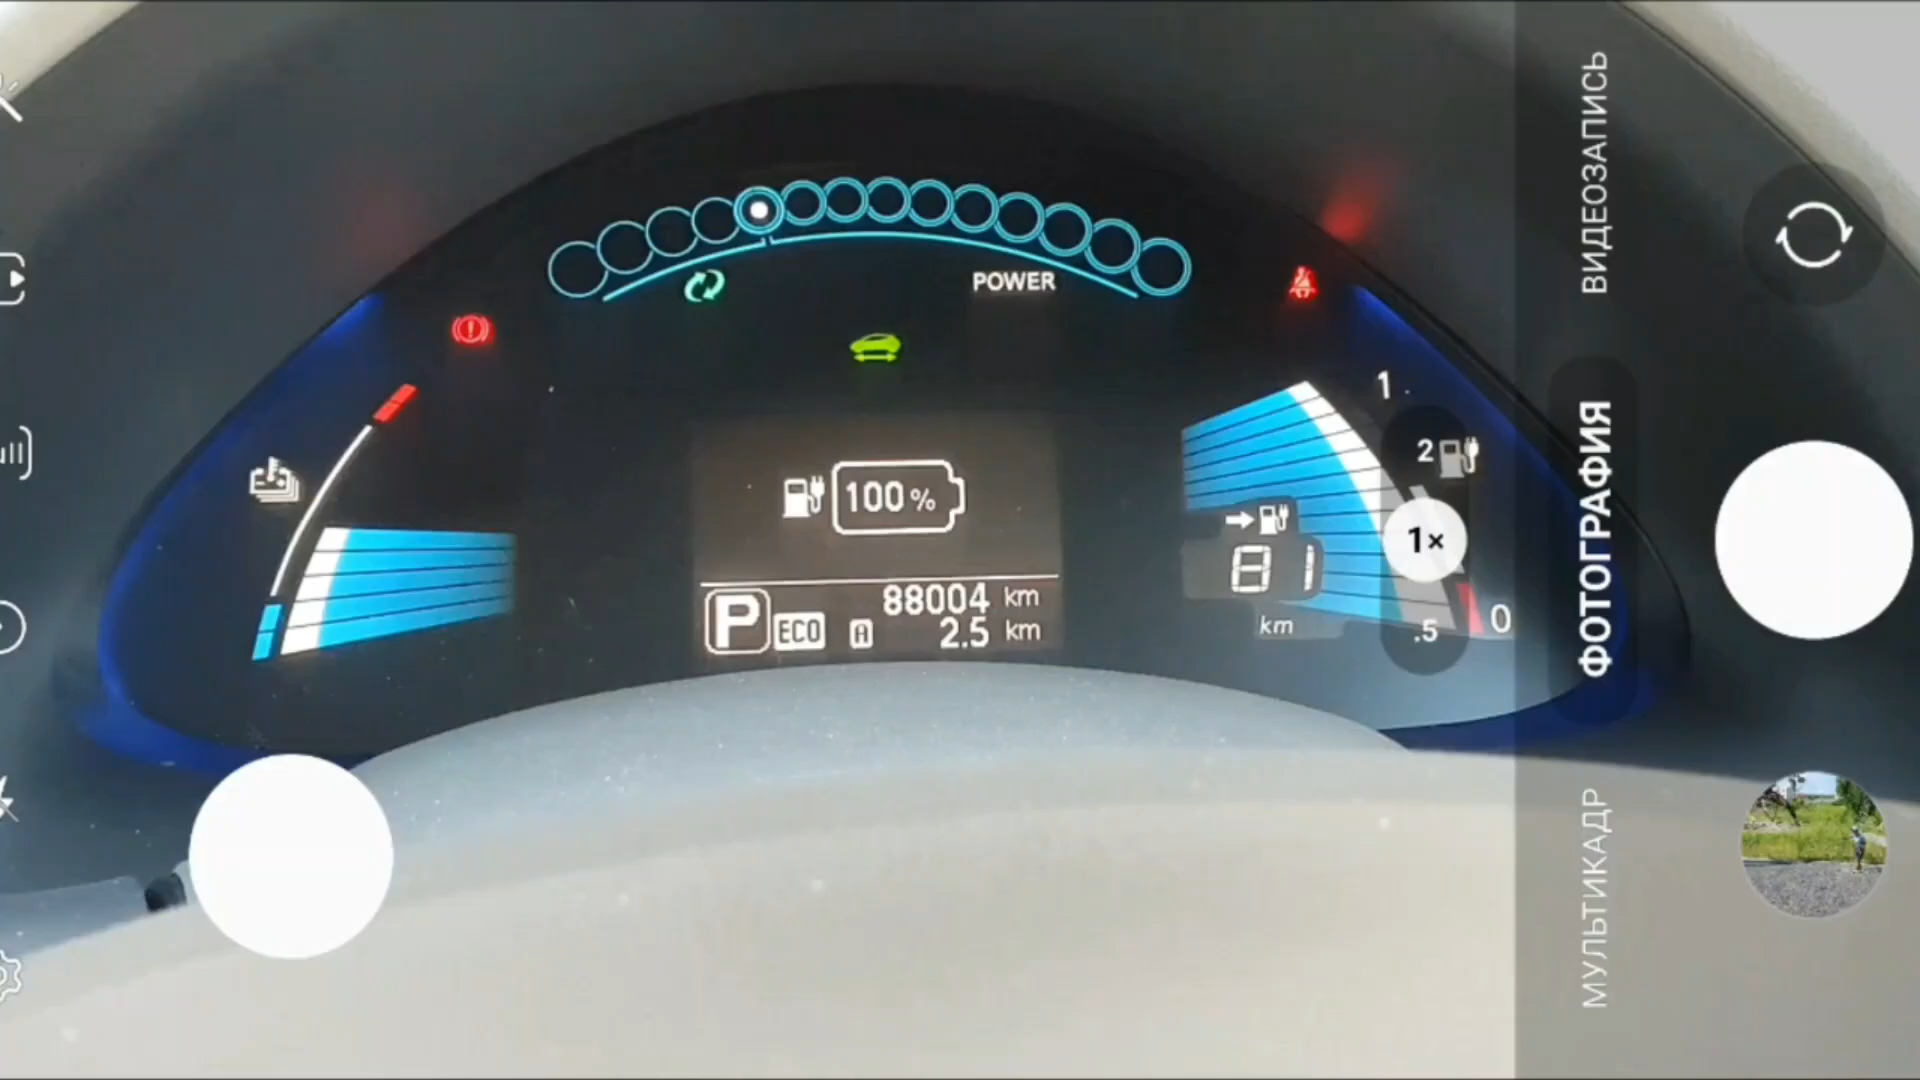 POWER
1
2
100 %
1×
81
km
88004 km
P ECO A 2.5 km
.5
0
ВИДЕОЗАПИСЬ
ФОТОГРАФИЯ
МУЛЬТИКАДР